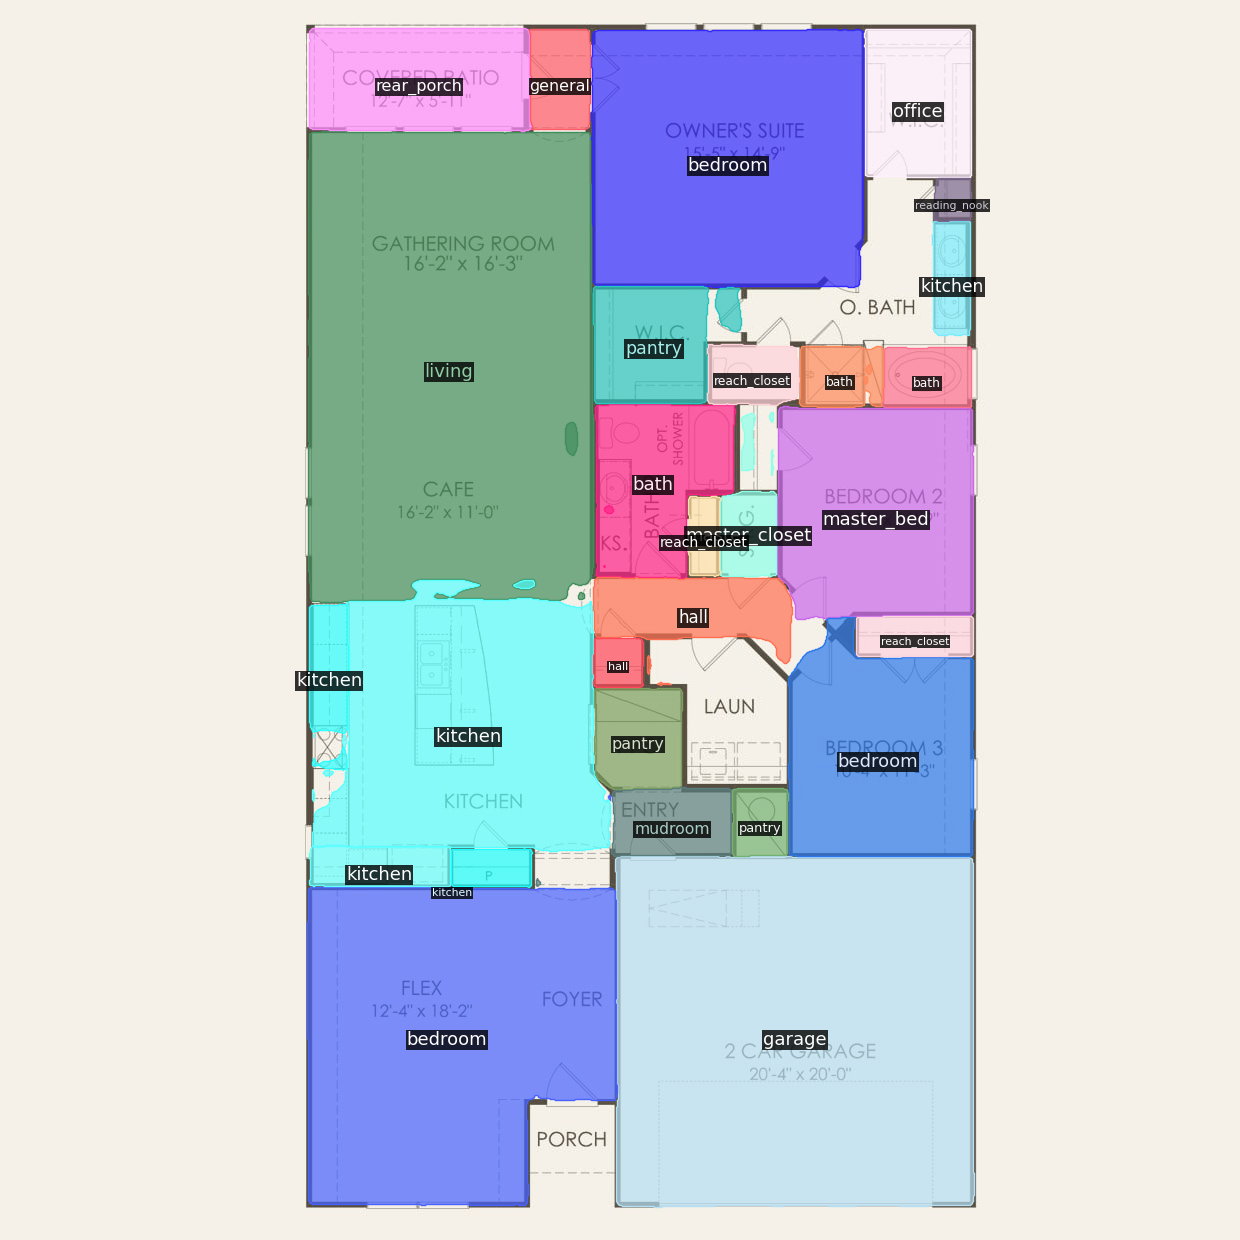 COVERED PATIO
rear_porch
12'-7" x 5'-11"
general
OWNER'S SUITE
15'-5" x 14'-9"
bedroom
office
W.I.C.
reading_nook
GATHERING ROOM
16'-2" x 16'-3"
kitchen
O. BATH
W.I.C.
pantry
living
reach_closet
bath
bath
OPT.
SHOWER
bath
BATH
CAFE
16'-2" x 11'-0"
BEDROOM 2
master_bed
master_closet
reach_closet
KS.
hall
hall
reach_closet
kitchen
LAUN
kitchen
pantry
BEDROOM 3
bedroom
KITCHEN
ENTRY
mudroom
pantry
kitchen
P
kitchen
FLEX
12'-4" x 18'-2"
FOYER
bedroom
garage
2 CAR GARAGE
20'-4" x 20'-0"
PORCH